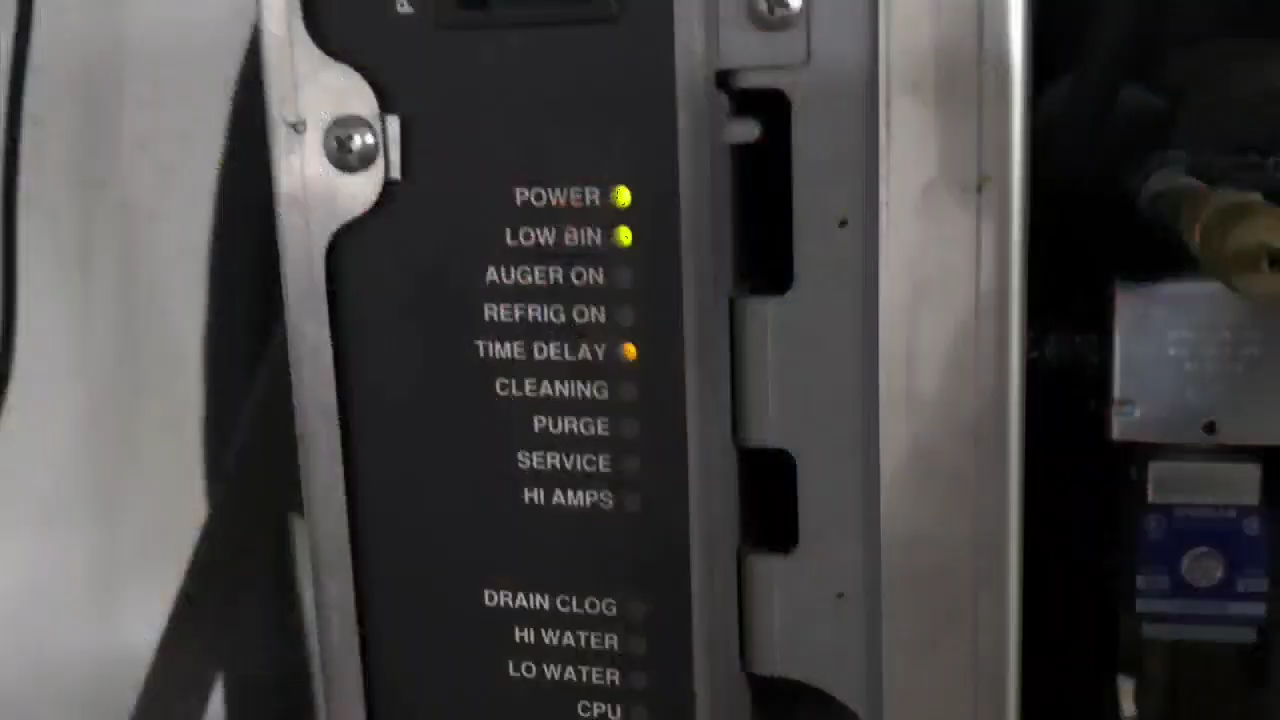 P
POWER
LOW BIN
AUGER ON
REFRIG ON
TIME DELAY
CLEANING
PURGE
SERVICE
HI AMPS
DRAIN CLOG
HI WATER
LO WATER
CPU